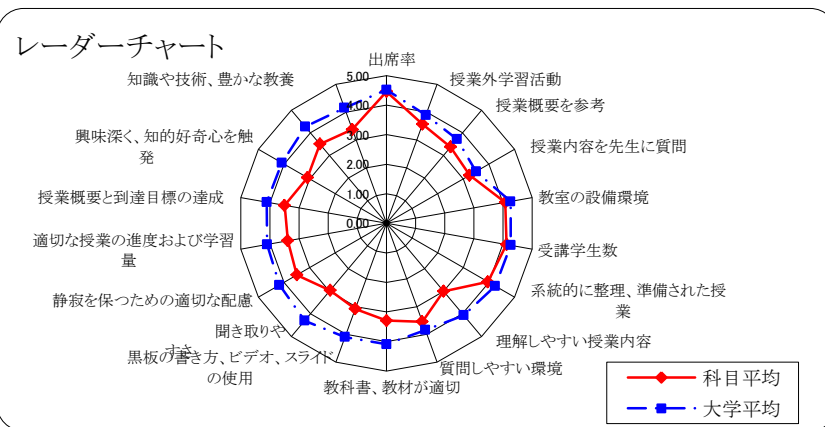 レーダーチャート
出席率
授業外学習活動
授業概要を参考
授業内容を先生に質問
教室の設備環境
受講学生数
系統的に整理、準備された授
業
理解しやすい授業内容
質問しやすい環境
教科書、教材が適切
黒板の書き方、ビデオ、スライド
の使用
聞き取りや
すさ
静寂を保つための適切な配慮
適切な授業の進度および学習
量
授業概要と到達目標の達成
興味深く、知的好奇心を触
発
知識や技術、豊かな教養
5.00
4.00
3.00
2.00
1.00
0.00
科目平均
大学平均